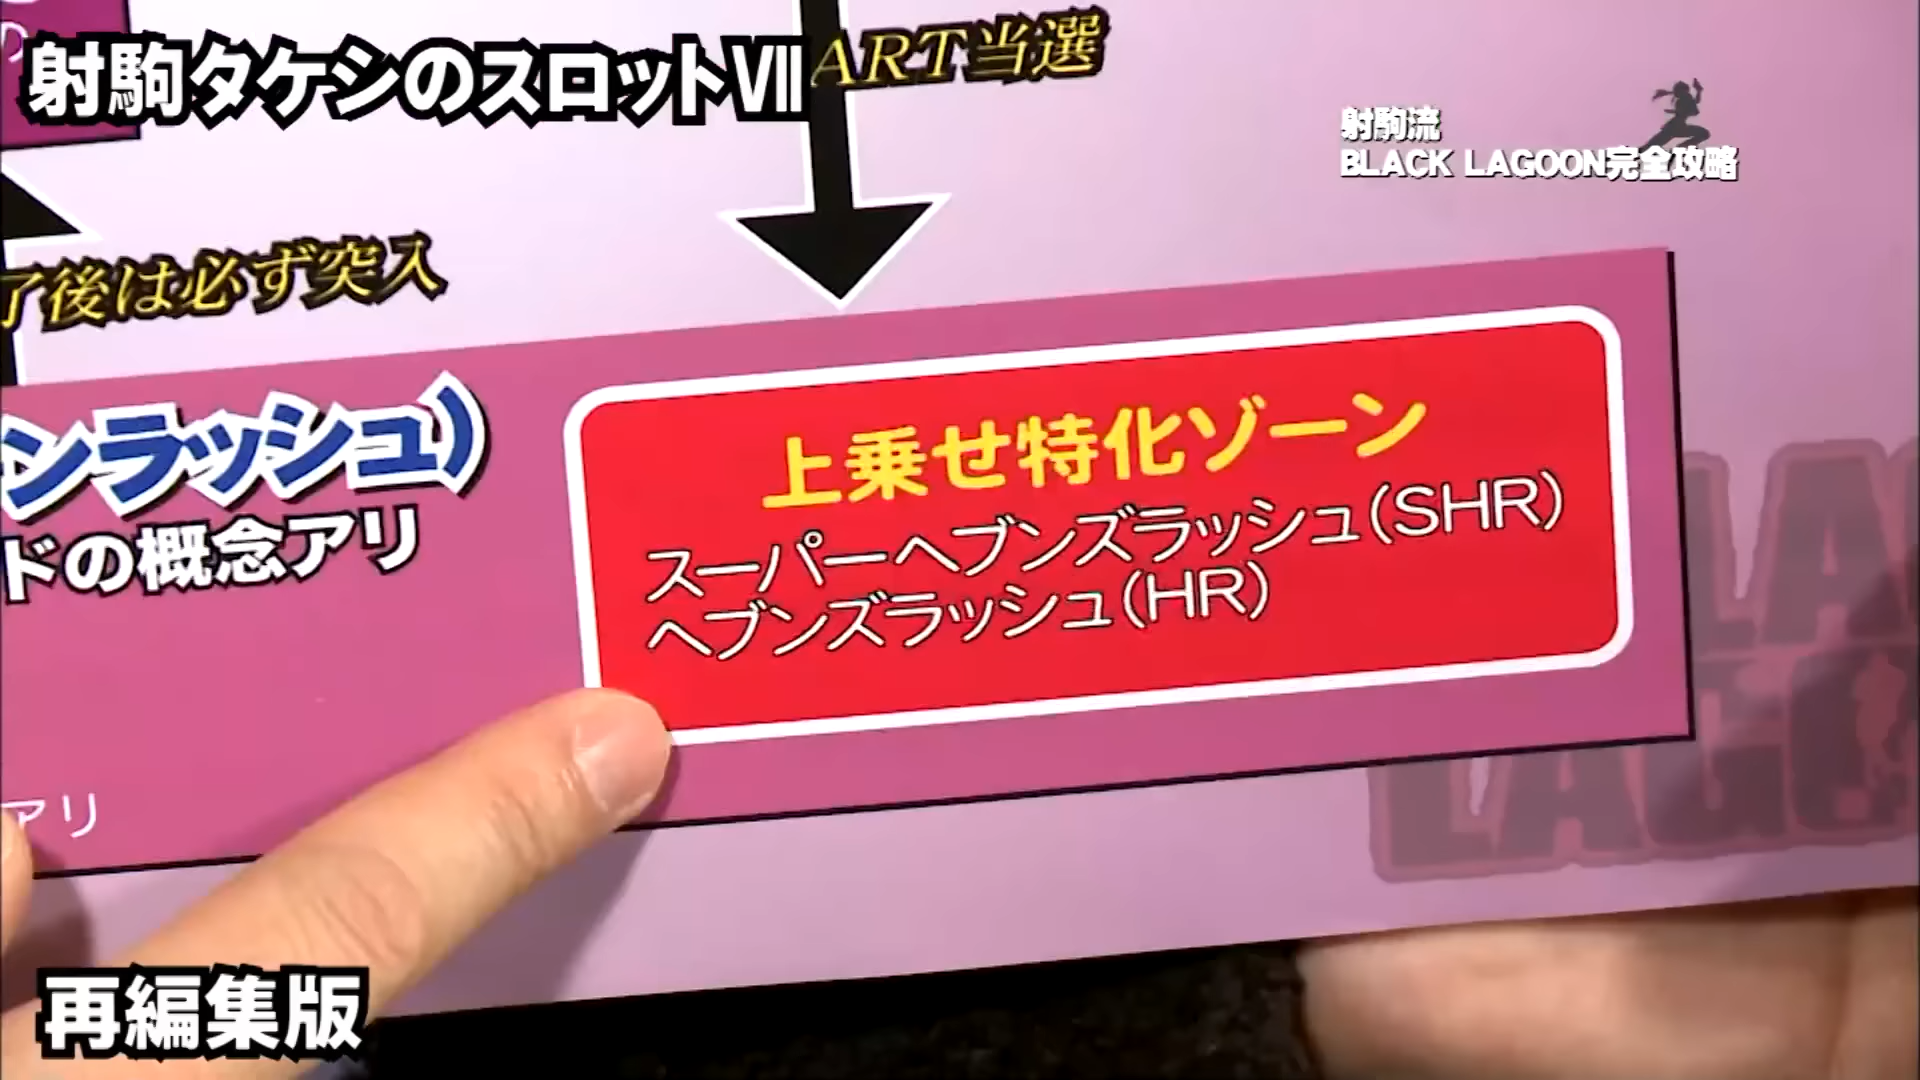 射駒タケシのスロットⅦ
ART当選
射駒流
BLACK LAGOON完全攻略
了後は必ず突入
ンラッシュ)
ドの概念アリ
上乗せ特化ゾーン
スーパーヘブンズラッシュ(SHR)
ヘブンズラッシュ(HR)
アリ
再編集版